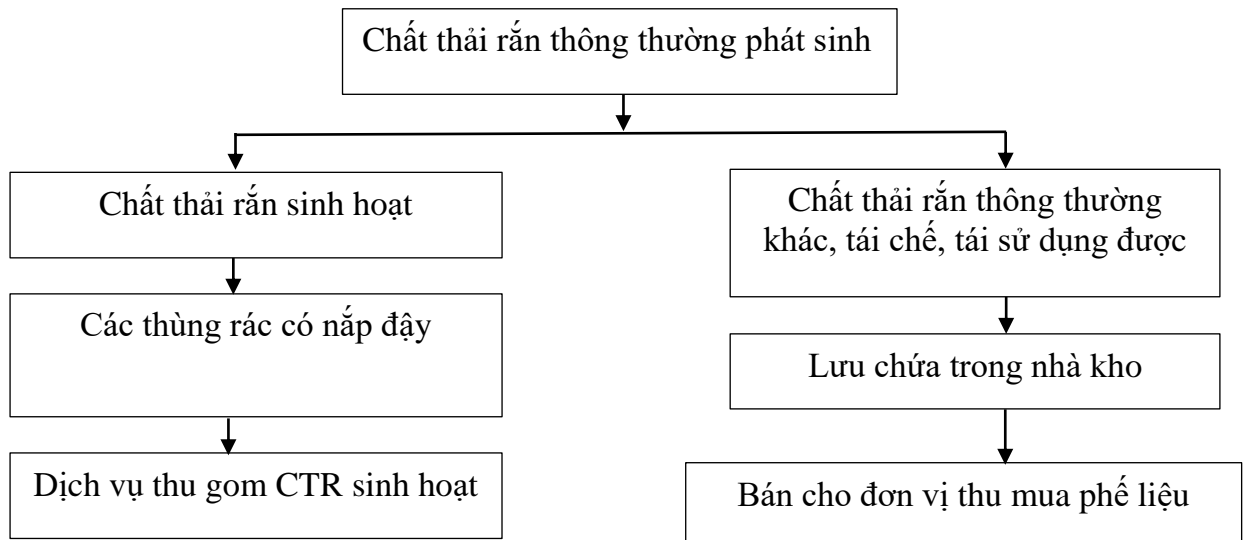 Chất thải rắn thông thường phát sinh
Chất thải rắn sinh hoạt
Các thùng rác có nắp đậy
Dịch vụ thu gom CTR sinh hoạt
Chất thải rắn thông thường
khác, tái chế, tái sử dụng được
Lưu chứa trong nhà kho
Bán cho đơn vị thu mua phế liệu